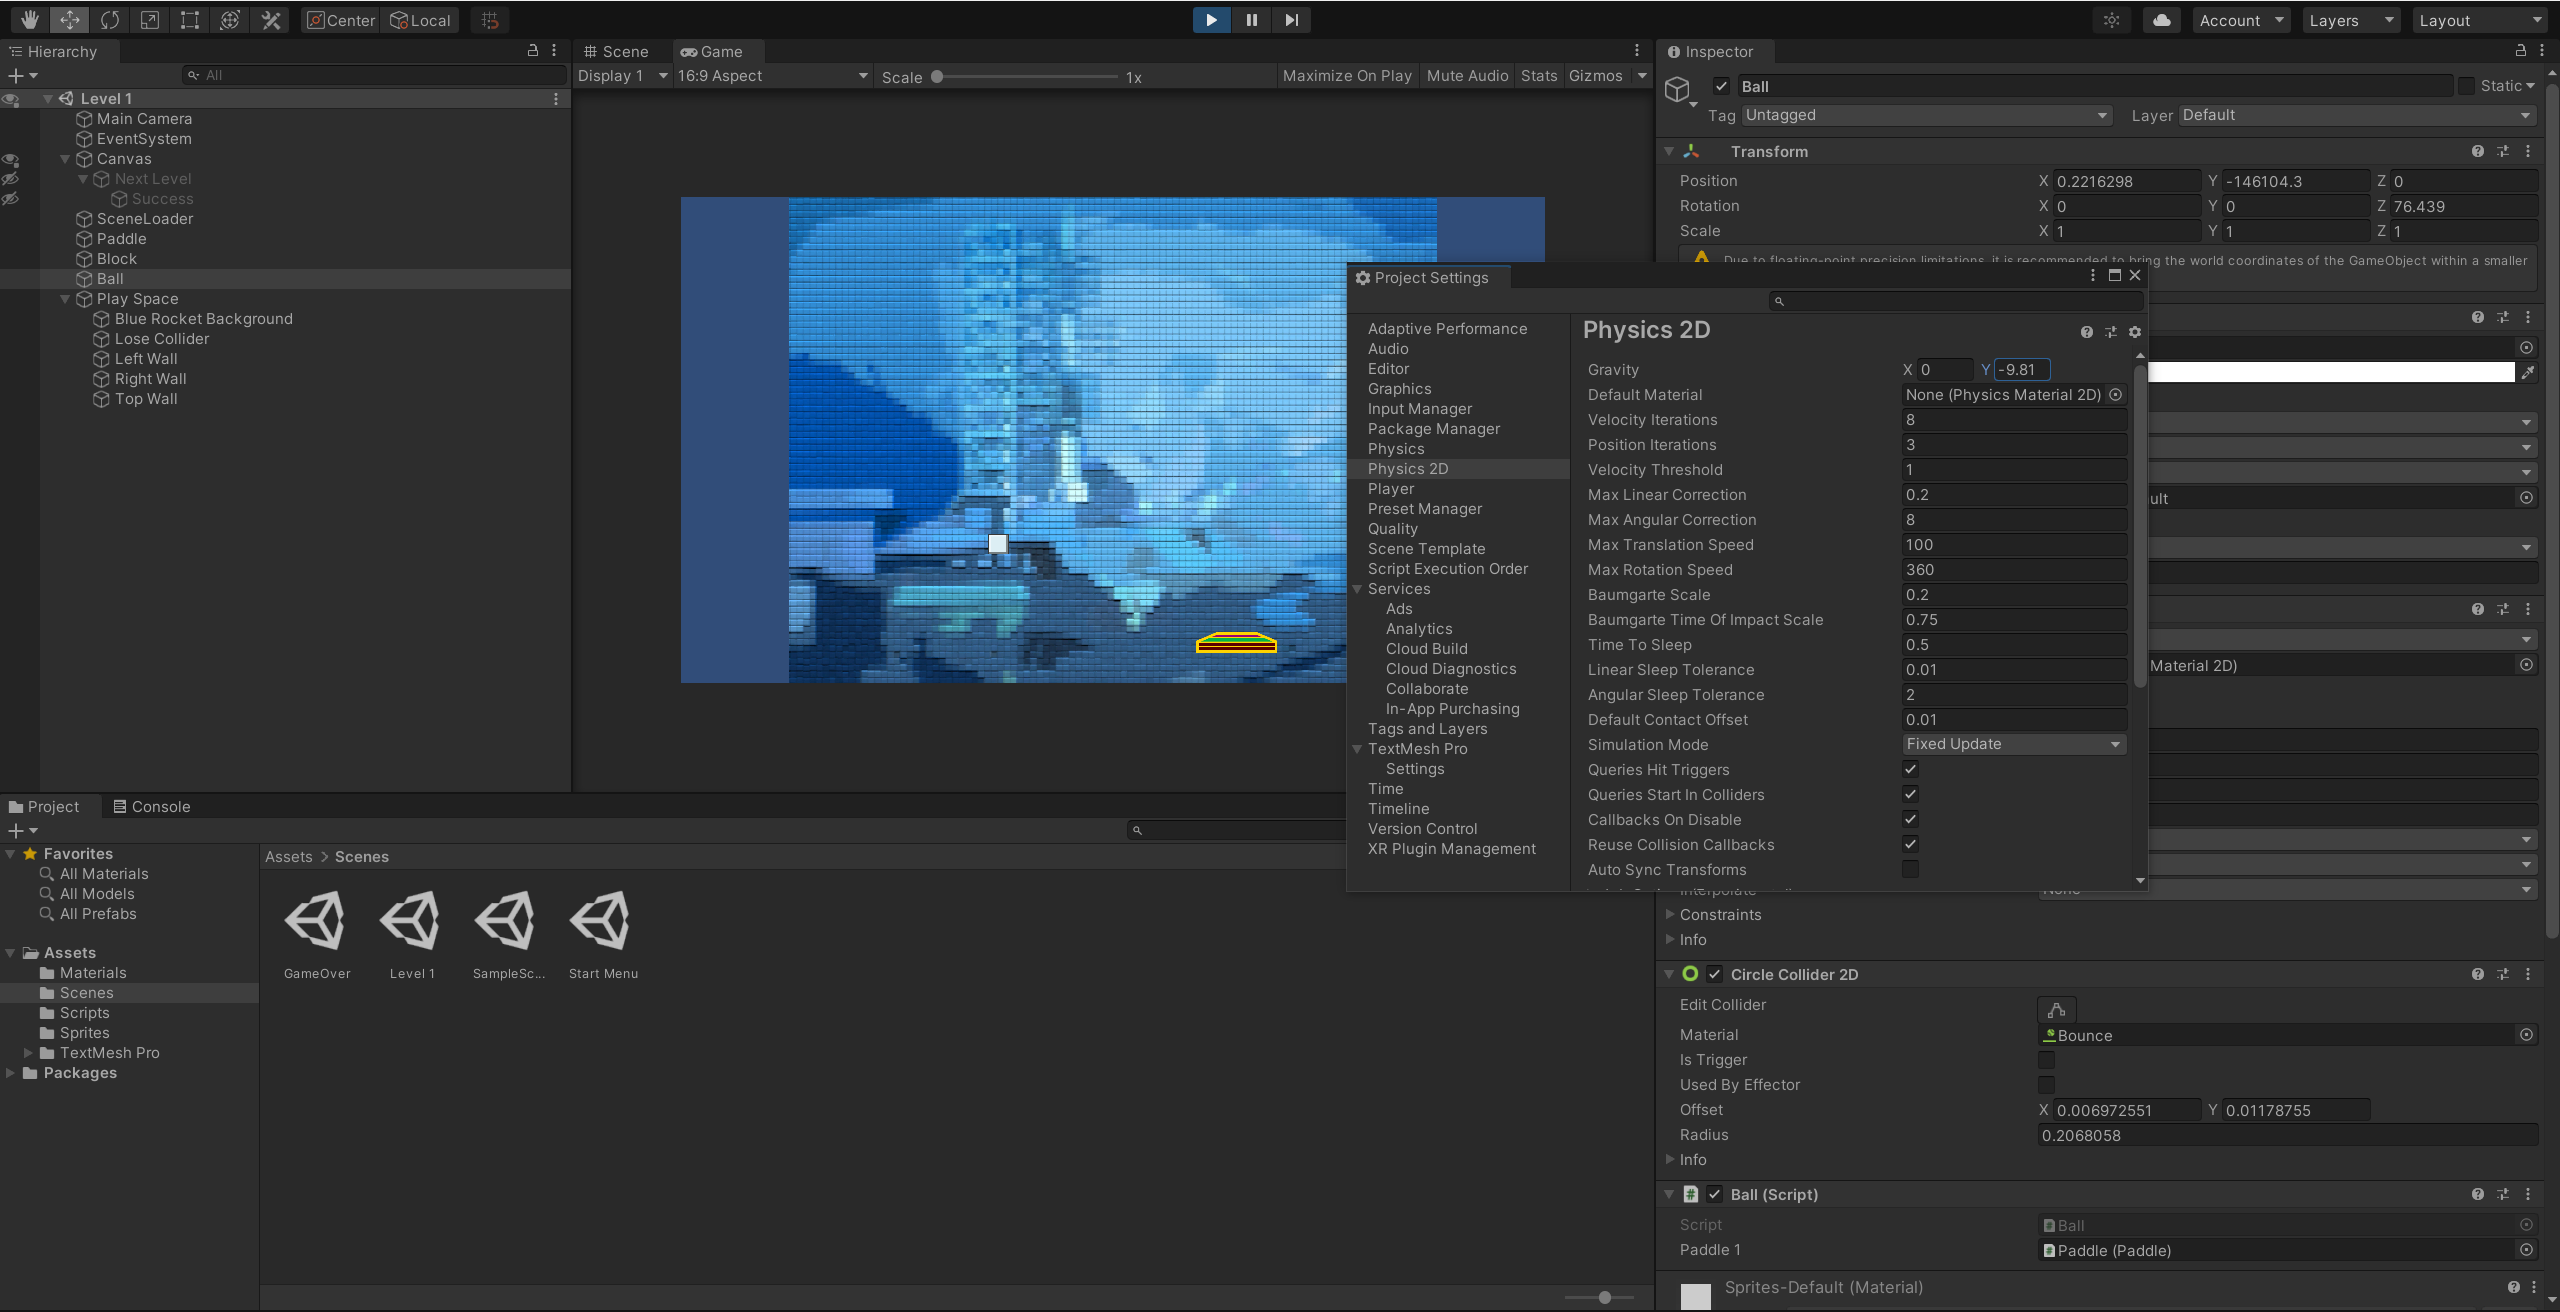 Center
Local
Account
Layers
Layout
Hierarchy
All
Level 1
Main Camera
EventSystem
Canvas
Next Level
Success
SceneLoader
Paddle
Block
Ball
Play Space
Blue Rocket Background
Lose Collider
Left Wall
Right Wall
Top Wall
Scene
Game
Display 1
16:9 Aspect
Scale
1x
Maximize On Play
Mute Audio
Stats
Gizmos
Inspector
Ball
Static
Tag Untagged
Layer Default
Transform
Position X 0.2216298 Y -146104.3 Z 0
Rotation X 0 Y 0 Z 76.439
Scale X 1 Y 1 Z 1
Due to floating-point precision limitations, it is recommended to bring the world coordinates of the GameObject within a smaller
Project Settings
Adaptive Performance
Audio
Editor
Graphics
Input Manager
Package Manager
Physics
Physics 2D
Player
Preset Manager
Quality
Scene Template
Script Execution Order
Services
Ads
Analytics
Cloud Build
Cloud Diagnostics
Collaborate
In-App Purchasing
Tags and Layers
TextMesh Pro
Settings
Time
Timeline
Version Control
XR Plugin Management
Physics 2D
Gravity X 0 Y -9.81
Default Material None (Physics Material 2D)
Velocity Iterations 8
Position Iterations 3
Velocity Threshold 1
Max Linear Correction 0.2
Max Angular Correction 8
Max Translation Speed 100
Max Rotation Speed 360
Baumgarte Scale 0.2
Baumgarte Time Of Impact Scale 0.75
Time To Sleep 0.5
Linear Sleep Tolerance 0.01
Angular Sleep Tolerance 2
Default Contact Offset 0.01
Simulation Mode Fixed Update
Queries Hit Triggers
Queries Start In Colliders
Callbacks On Disable
Reuse Collision Callbacks
Auto Sync Transforms
ult
Material 2D)
Interpolate None
Constraints
Info
Circle Collider 2D
Edit Collider
Material Bounce
Is Trigger
Used By Effector
Offset X 0.006972551 Y 0.01178755
Radius 0.2068058
Info
Ball (Script)
Script Ball
Paddle 1 Paddle (Paddle)
Sprites-Default (Material)
Project
Console
Favorites
All Materials
All Models
All Prefabs
Assets
Materials
Scenes
Scripts
Sprites
TextMesh Pro
Packages
Assets > Scenes
GameOver
Level 1
SampleSc...
Start Menu